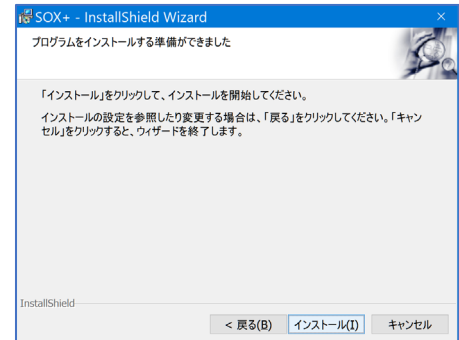 SOX+ - InstallShield Wizard
プログラムをインストールする準備ができました
「インストール」をクリックして、インストールを開始してください。
インストールの設定を参照したり変更する場合は、「戻る」をクリックしてください。「キャン
セル」をクリックすると、ウィザードを終了します。
InstallShield
< 戻る(B) インストール(I) キャンセル